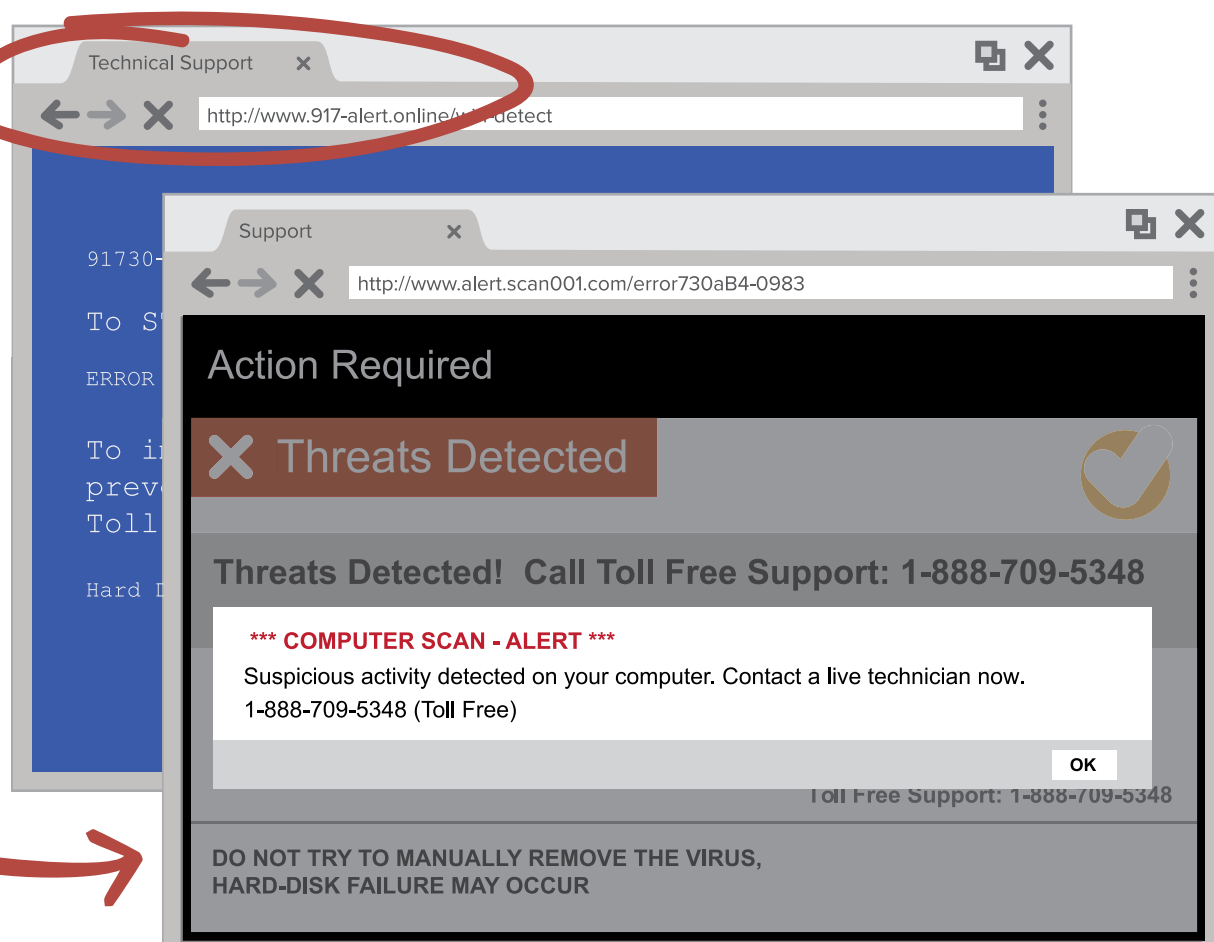 Technical Support
http://www.917-alert.online/ -detect
91730-
To S
ERROR
To i
prev
Toll
Hard D
Support
http://www.alert.scan001.com/error730aB4-0983
Action Required
Threats Detected
Threats Detected! Call Toll Free Support: 1-888-709-5348
*** COMPUTER SCAN - ALERT ***
Suspicious activity detected on your computer. Contact a live technician now.
1-888-709-5348 (Toll Free)
OK
Toll Free Support: 1-888-709-5348
DO NOT TRY TO MANUALLY REMOVE THE VIRUS,
HARD-DISK FAILURE MAY OCCUR